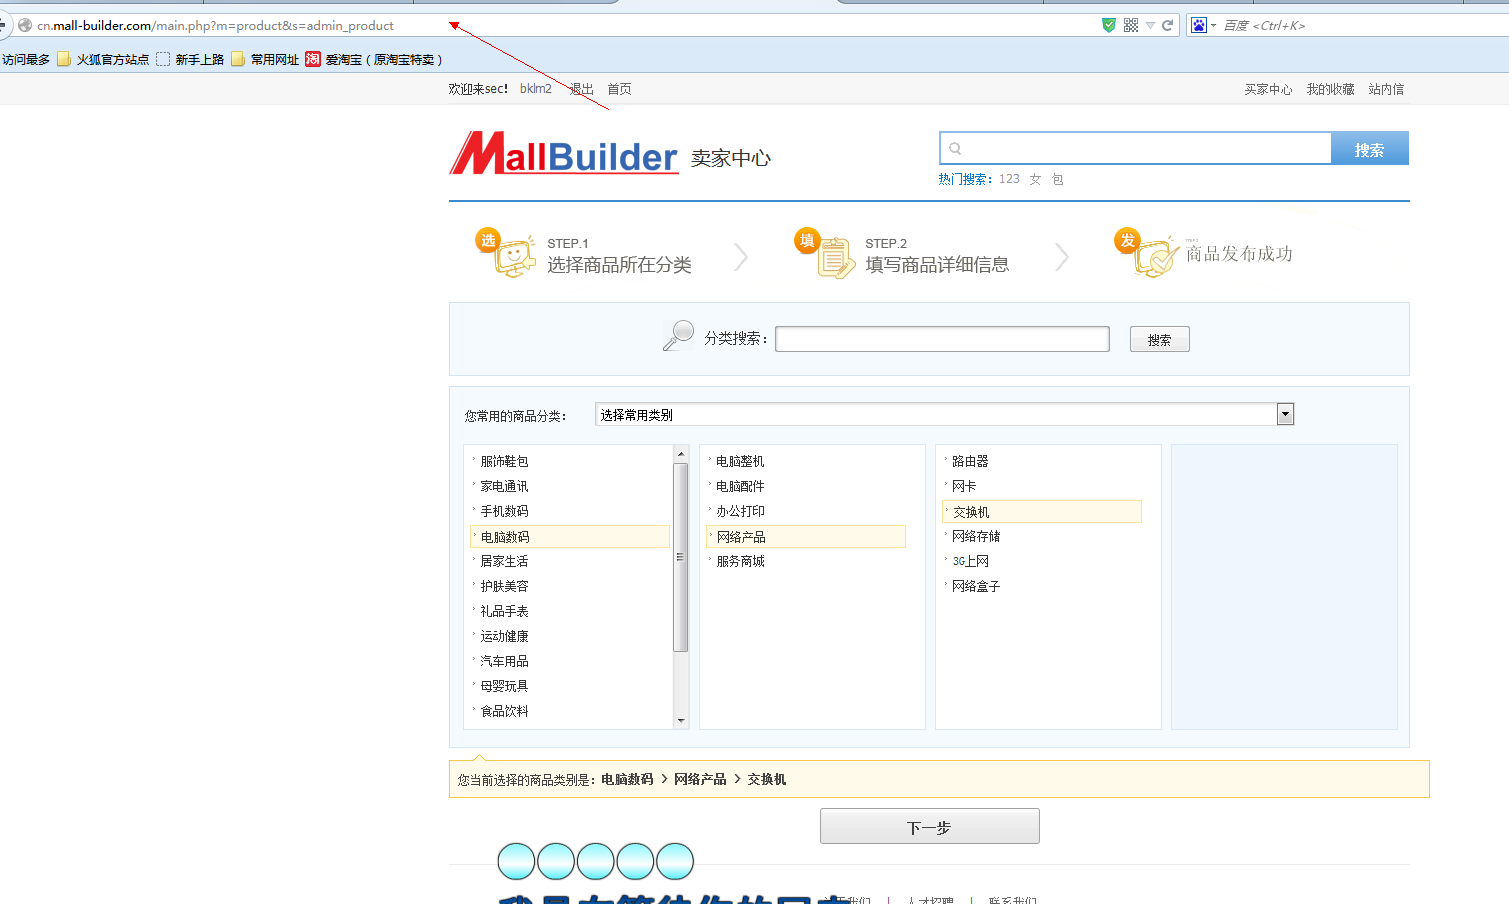 cn.mall-builder.com/main.php?m=product&s=admin_product
百度 <Ctrl+K>
访问最多 火狐官方站点 新手上路 常用网址 淘 爱淘宝（原淘宝特卖）
欢迎来sec! bklm2 退出 首页 买家中心 我的收藏 站内信
MallBuilder 卖家中心
搜索
热门搜索： 123 女 包
选 STEP.1 填 STEP.2 发
选择商品所在分类 填写商品详细信息 商品发布成功
分类搜索： 搜索
您常用的商品分类： 选择常用类别
服饰鞋包 电脑整机 路由器
家电通讯 电脑配件 网卡
手机数码 办公打印 交换机
电脑数码 网络产品 网络存储
居家生活 服务商城 3G上网
护肤美容 网络盒子
礼品手表
运动健康
汽车用品
母婴玩具
食品饮料
您当前选择的商品类别是：电脑数码 > 网络产品 > 交换机
下一步